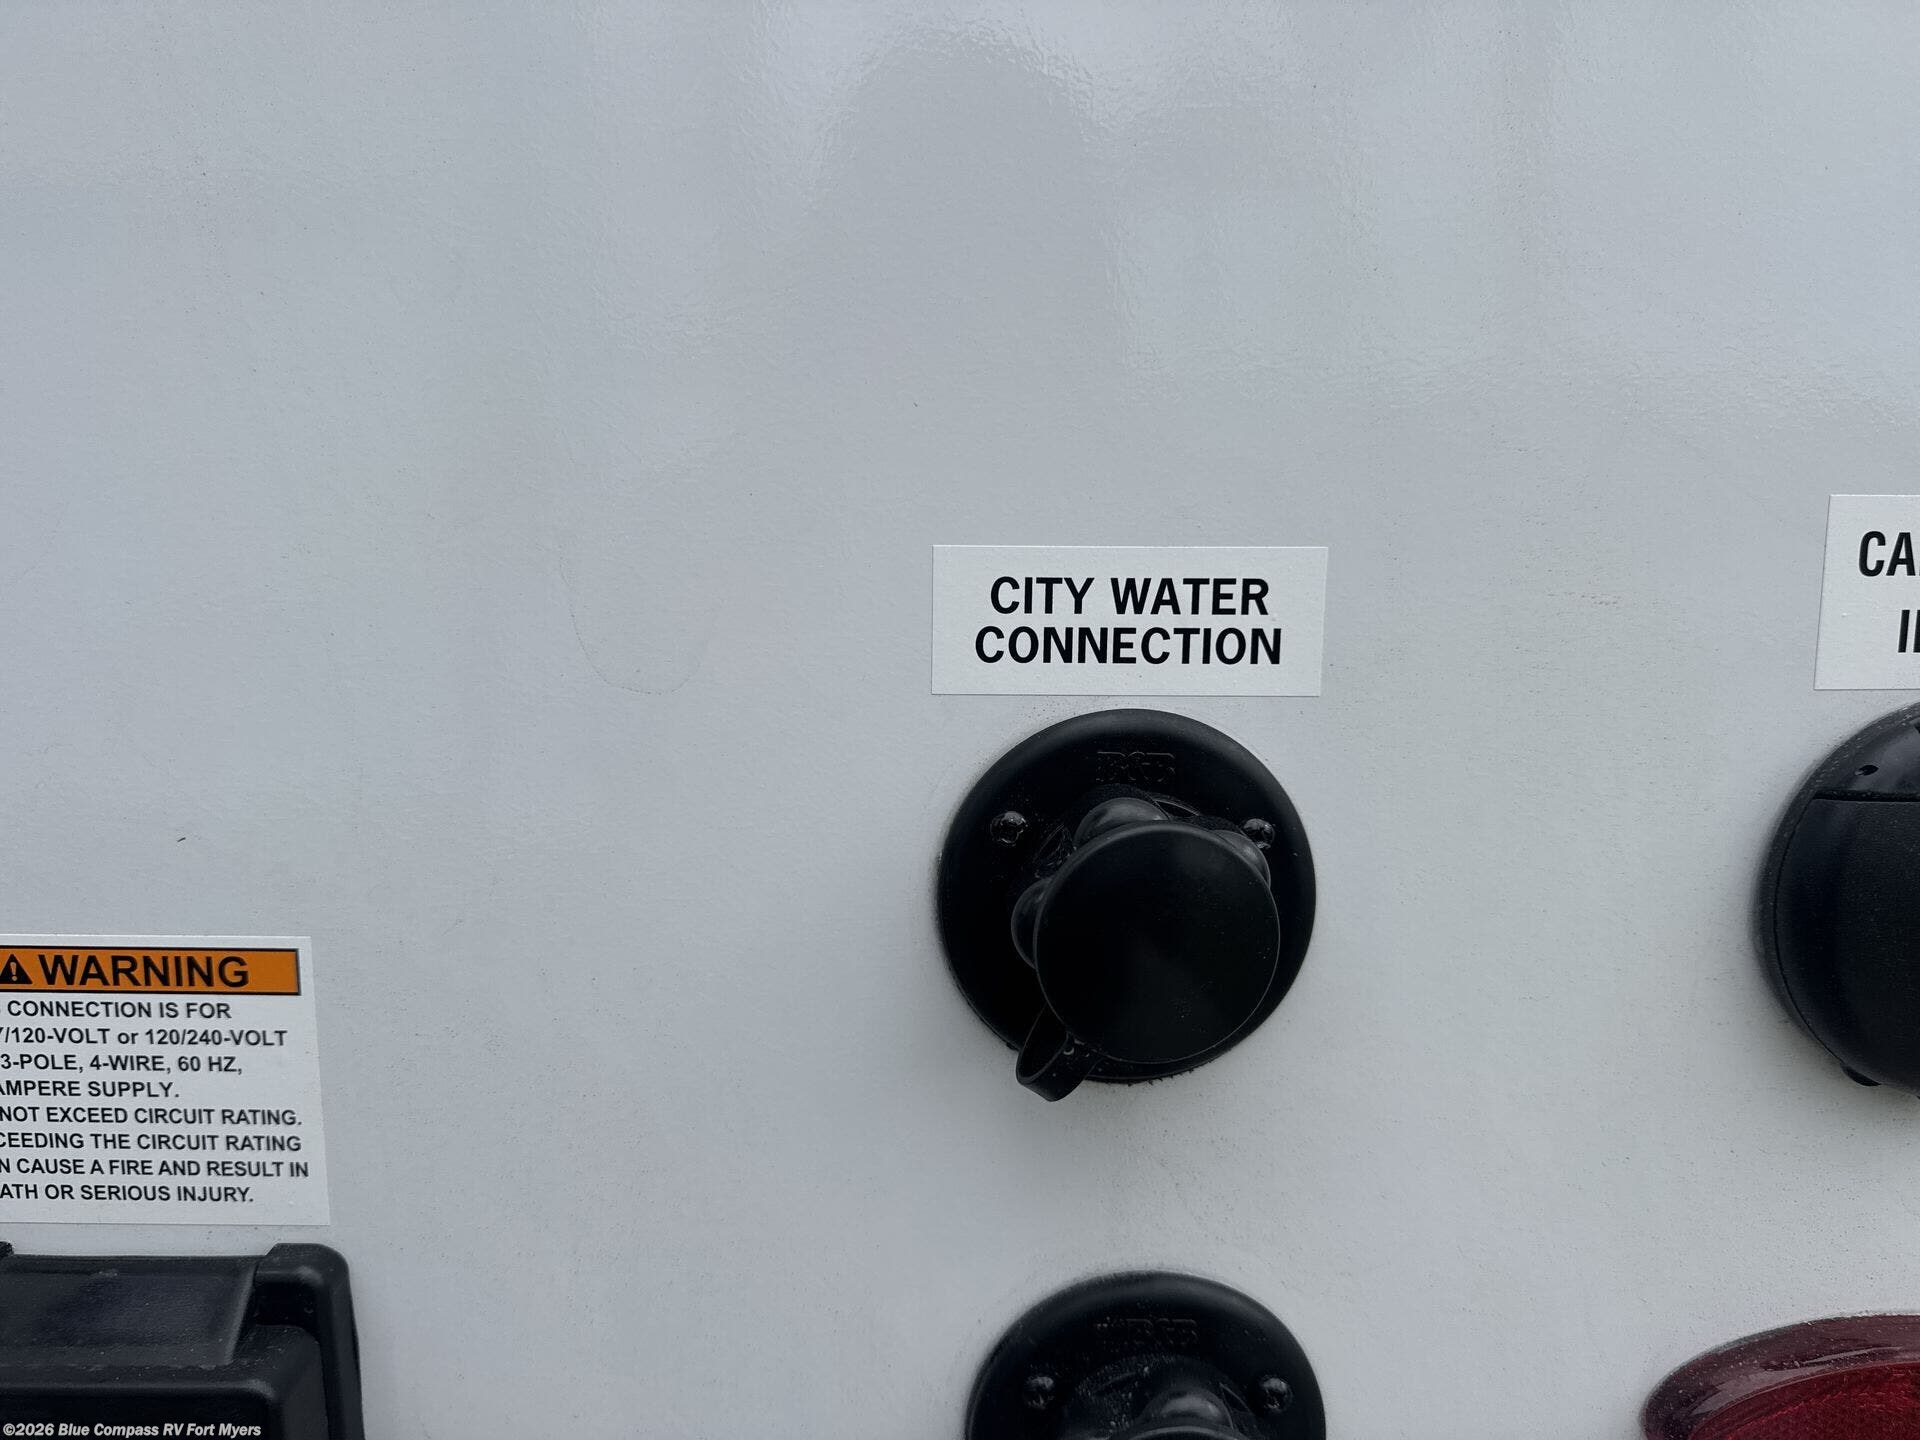 CITY WATER
CONNECTION
B&B
WARNING
CONNECTION IS FOR
/120-VOLT or 120/240-VOLT
3-POLE, 4-WIRE, 60 HZ,
AMPERE SUPPLY.
NOT EXCEED CIRCUIT RATING.
CEEDING THE CIRCUIT RATING
N CAUSE A FIRE AND RESULT IN
ATH OR SERIOUS INJURY.
B&B
©2026 Blue Compass RV Fort Myers